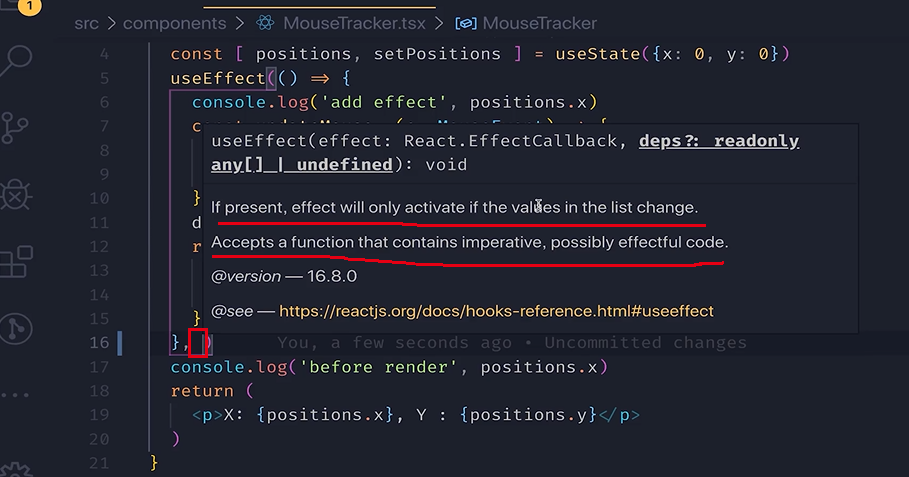 1
src > components > MouseTracker.tsx > MouseTracker
4 const [ positions, setPositions ] = useState({x: 0, y: 0})
5 useEffect(() => {
6 console.log('add effect', positions.x)
7
8
9
10 }
11 d
12 r
13
14
15 }
16 }, ) You, a few seconds ago • Uncommitted changes
17 console.log('before render', positions.x)
18 return (
19 <p>X: {positions.x}, Y : {positions.y}</p>
20 )
21 }
useEffect(effect: React.EffectCallback, deps?: readonly
any[] | undefined): void
If present, effect will only activate if the values in the list change.
Accepts a function that contains imperative, possibly effectful code.
@version — 16.8.0
@see — https://reactjs.org/docs/hooks-reference.html#useeffect